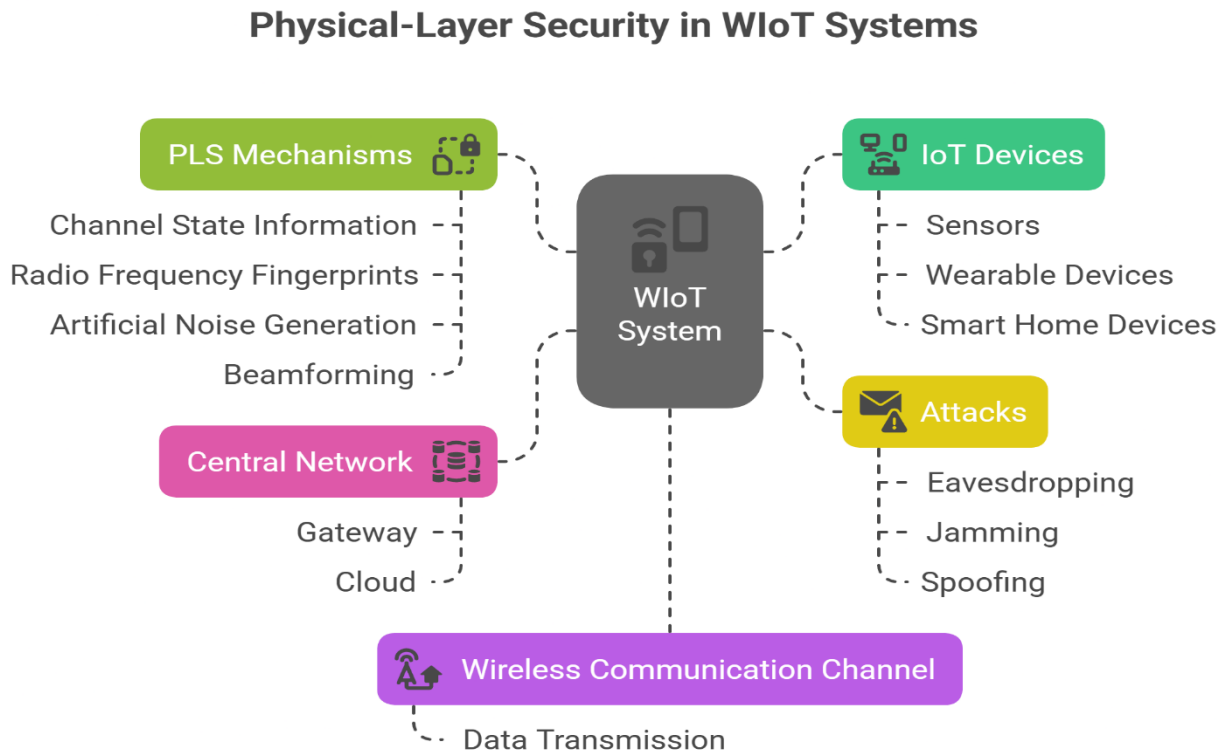 Physical-Layer Security in WIoT Systems
PLS Mechanisms
Channel State Information
Radio Frequency Fingerprints
Artificial Noise Generation
Beamforming
Central Network
Gateway
Cloud
WIoT
System
IoT Devices
Sensors
Wearable Devices
Smart Home Devices
Attacks
Eavesdropping
Jamming
Spoofing
Wireless Communication Channel
Data Transmission